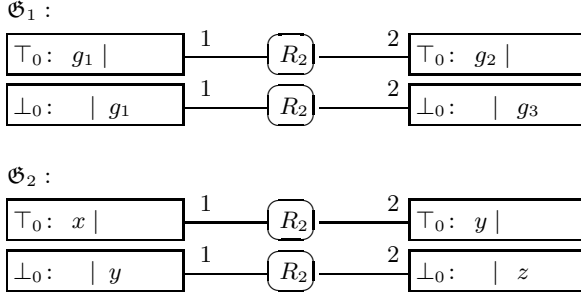 𝔊₁ :
⊤₀ : g₁ | 1 R₂ 2 ⊤₀ : g₂ |
⊥₀ : | g₁ 1 R₂ 2 ⊥₀ : | g₃
𝔊₂ :
⊤₀ : x | 1 R₂ 2 ⊤₀ : y |
⊥₀ : | y 1 R₂ 2 ⊥₀ : | z